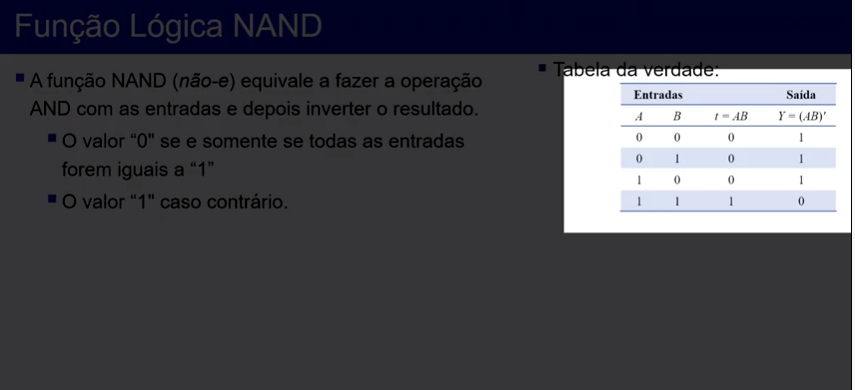 Função Lógica NAND
▪ A função NAND (não-e) equivale a fazer a operação
AND com as entradas e depois inverter o resultado.
▪ O valor “0" se e somente se todas as entradas
forem iguais a “1”
▪ O valor “1" caso contrário.
▪ Tabela da verdade:
Entradas Saída
A B t = AB Y = (AB)'
0 0 0 1
0 1 0 1
1 0 0 1
1 1 1 0